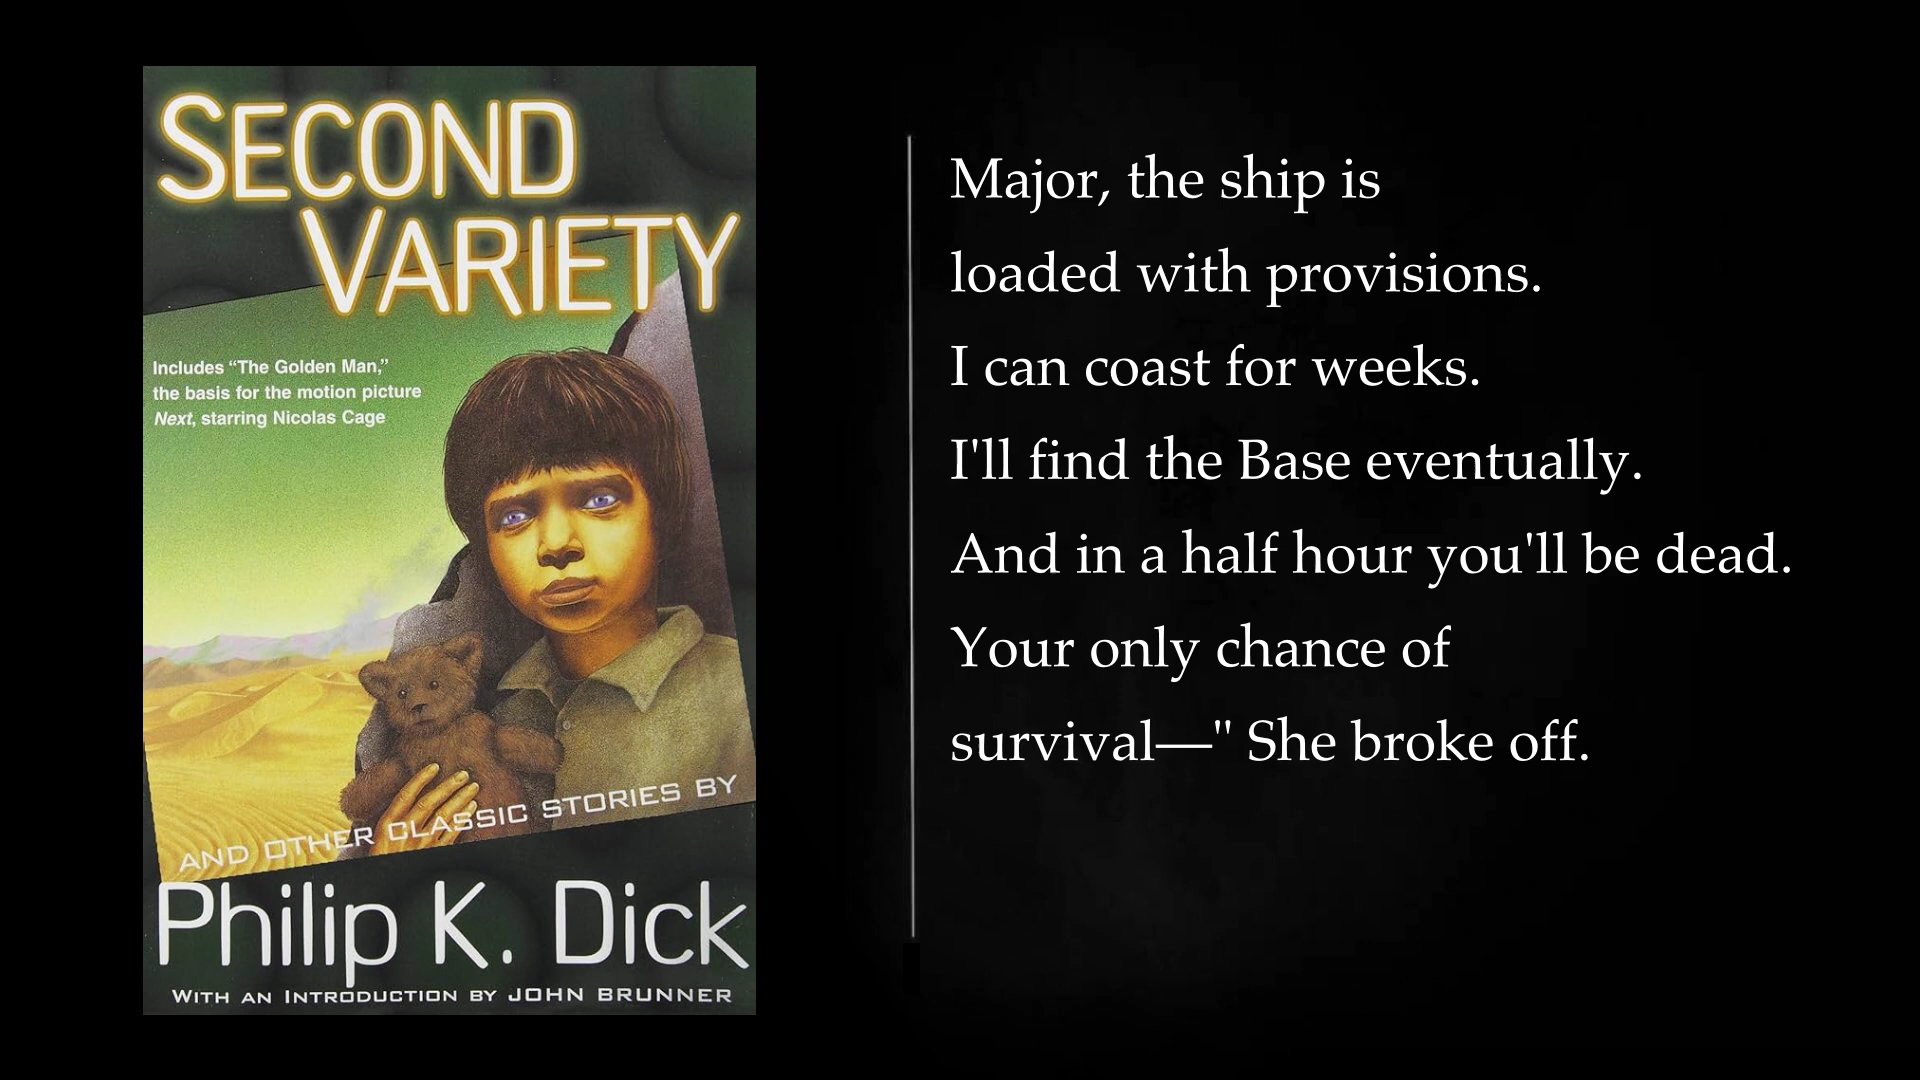 SECOND
VARIETY
Includes “The Golden Man,”
the basis for the motion picture
Next, starring Nicolas Cage
AND OTHER CLASSIC STORIES BY
Philip K. Dick
WITH AN INTRODUCTION BY JOHN BRUNNER
Major, the ship is
loaded with provisions.
I can coast for weeks.
I'll find the Base eventually.
And in a half hour you'll be dead.
Your only chance of
survival—" She broke off.